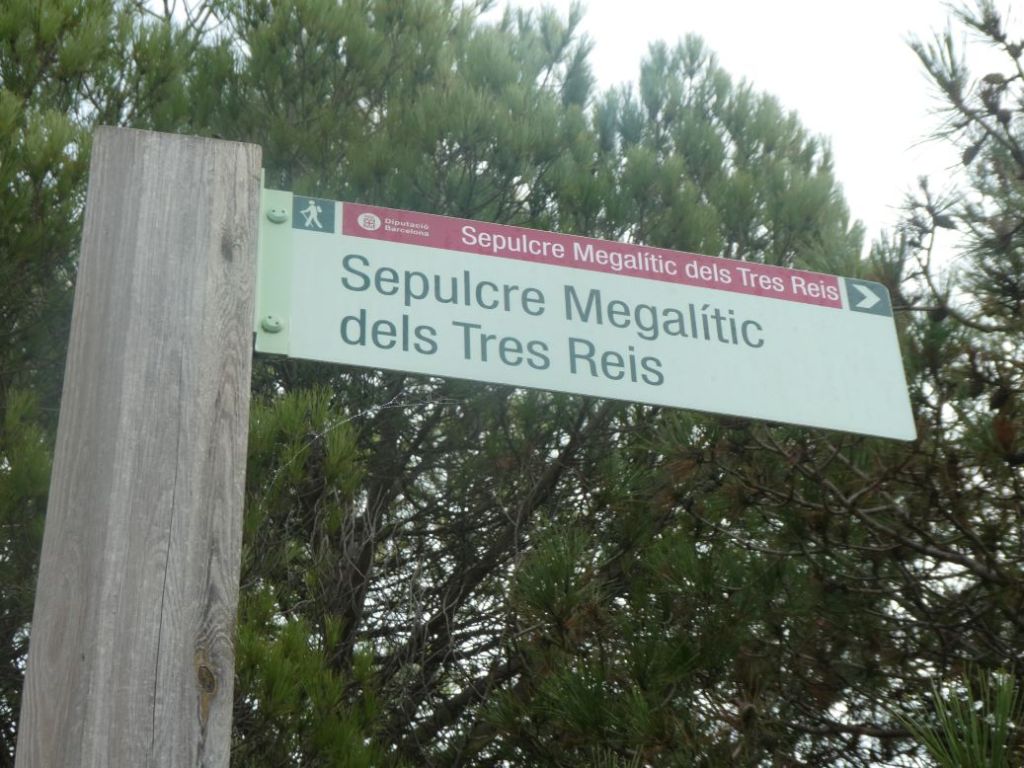 Diputació
Barcelona
Sepulcre Megalític dels Tres Reis
Sepulcre Megalític
dels Tres Reis